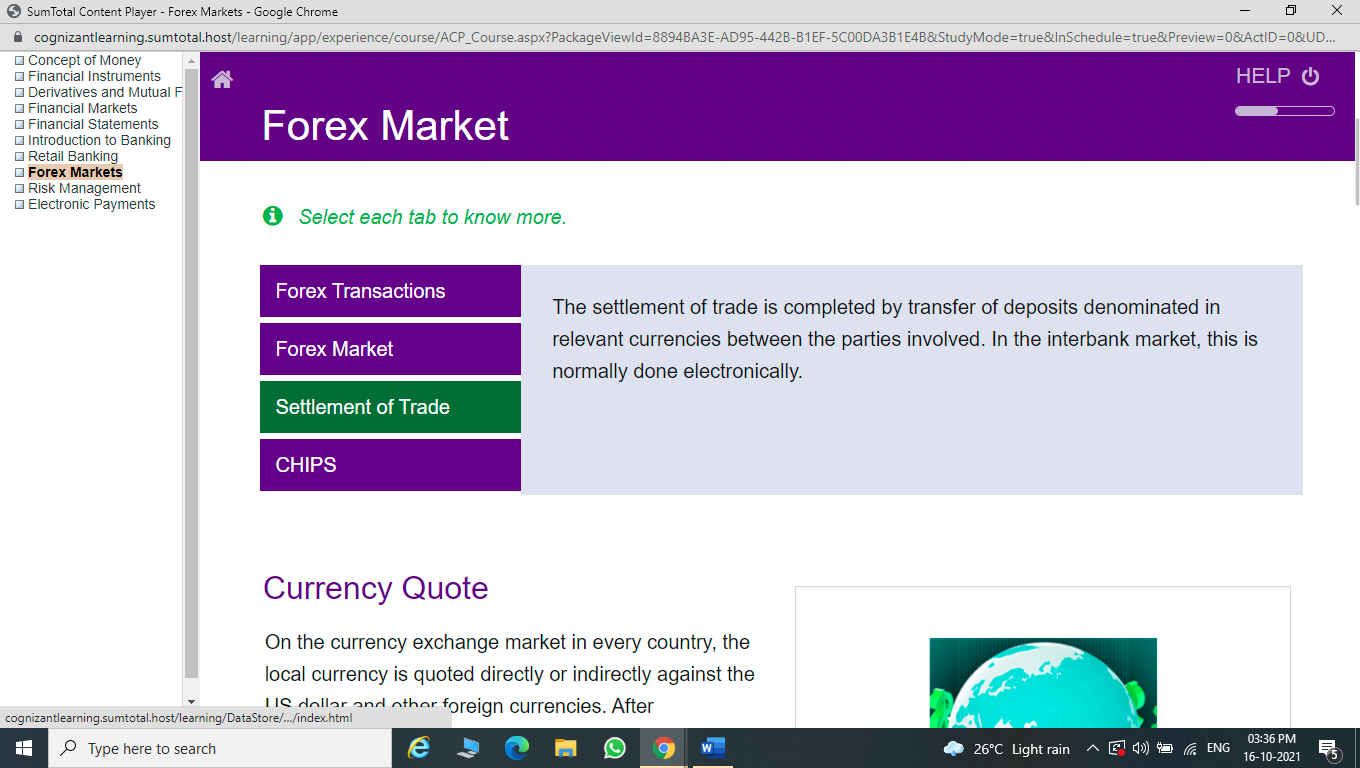 SumTotal Content Player - Forex Markets - Google Chrome
cognizantlearning.sumtotal.host/learning/app/experience/course/ACP_Course.aspx?PackageViewId=8894BA3E-AD95-442B-B1EF-5C00DA3B1E4B&StudyMode=true&InSchedule=true&Preview=0&ActID=0&UD...
Concept of Money
Financial Instruments
Derivatives and Mutual F
Financial Markets
Financial Statements
Introduction to Banking
Retail Banking
Forex Markets
Risk Management
Electronic Payments
HELP
Forex Market
Select each tab to know more.
Forex Transactions
Forex Market
Settlement of Trade
CHIPS
The settlement of trade is completed by transfer of deposits denominated in
relevant currencies between the parties involved. In the interbank market, this is
normally done electronically.
Currency Quote
On the currency exchange market in every country, the
local currency is quoted directly or indirectly against the
US dollar and other foreign currencies. After
cognizantlearning.sumtotal.host/learning/DataStore/.../index.html
Type here to search
26°C Light rain
ENG
03:36 PM
16-10-2021
5